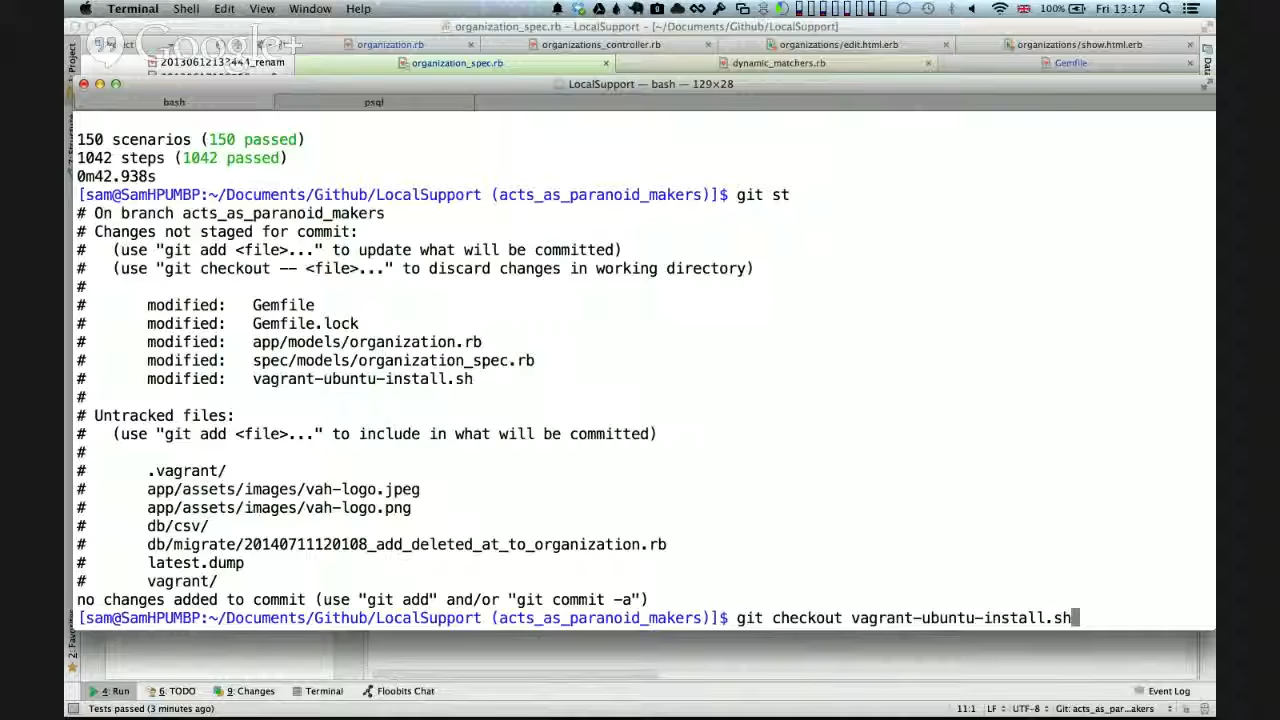 Terminal Shell Edit View Window Help 100% Fri 13:17
organization_spec.rb – LocalSupport – [~/Documents/Github/LocalSupport]
Google+
organization.rb organizations_controller.rb organizations/edit.html.erb organizations/show.html.erb
20130612133444_renam organization_spec.rb dynamic_matchers.rb Gemfile
LocalSupport — bash — 129×28
bash psql
150 scenarios (150 passed)
1042 steps (1042 passed)
0m42.938s
[sam@SamHPUMBP:~/Documents/Github/LocalSupport (acts_as_paranoid_makers)]$ git st
# On branch acts_as_paranoid_makers
# Changes not staged for commit:
#   (use "git add <file>..." to update what will be committed)
#   (use "git checkout -- <file>..." to discard changes in working directory)
#
#       modified:   Gemfile
#       modified:   Gemfile.lock
#       modified:   app/models/organization.rb
#       modified:   spec/models/organization_spec.rb
#       modified:   vagrant-ubuntu-install.sh
#
# Untracked files:
#   (use "git add <file>..." to include in what will be committed)
#
#       .vagrant/
#       app/assets/images/vah-logo.jpeg
#       app/assets/images/vah-logo.png
#       db/csv/
#       db/migrate/20140711120108_add_deleted_at_to_organization.rb
#       latest.dump
#       vagrant/
no changes added to commit (use "git add" and/or "git commit -a")
[sam@SamHPUMBP:~/Documents/Github/LocalSupport (acts_as_paranoid_makers)]$ git checkout vagrant-ubuntu-install.sh
4: Run 6: TODO 9: Changes Terminal Floobits Chat Event Log
Tests passed (3 minutes ago) 11:1 LF UTF-8 Git: acts_as_par...akers